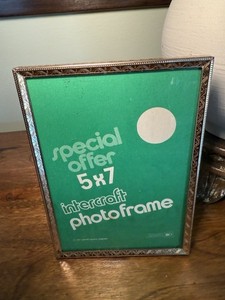 special
offer
5x7
intercraft
photoframe